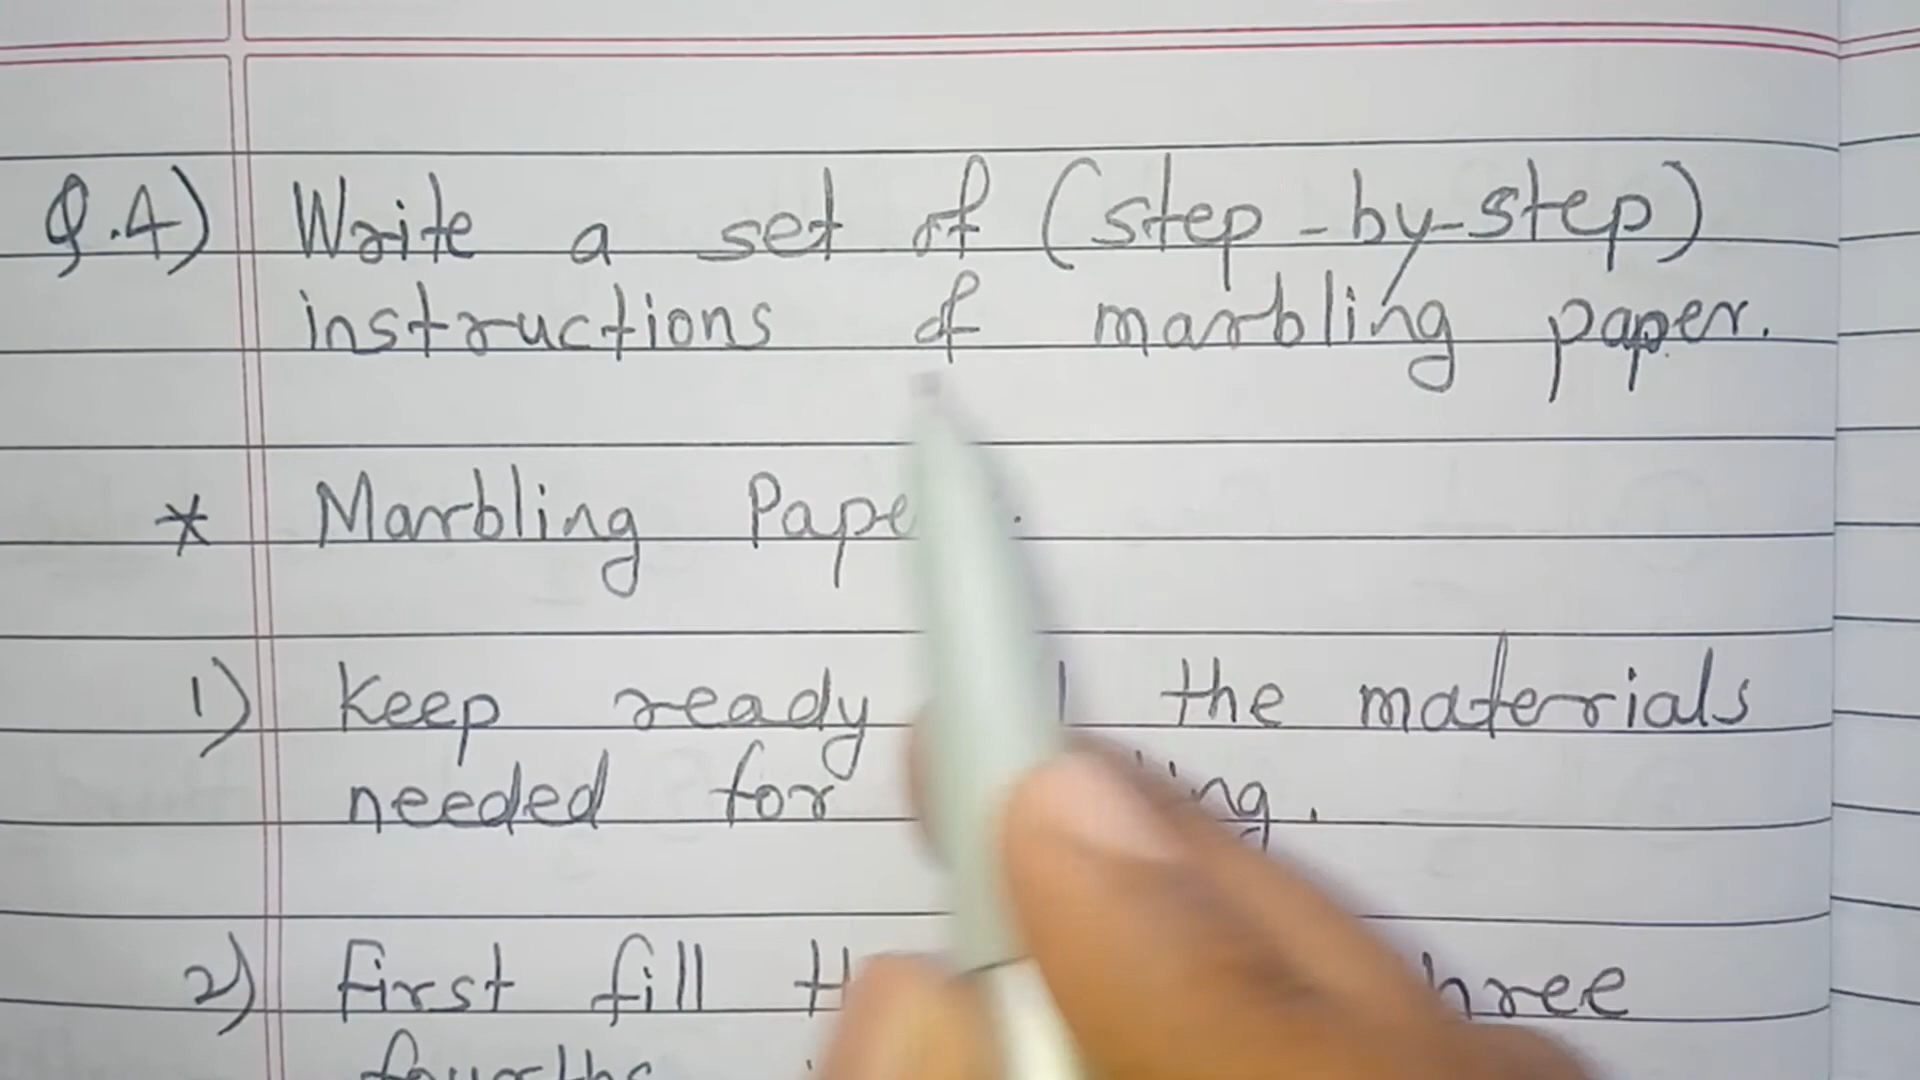 Q.4) Write a set of (step-by-step)
instructions of marbling paper.
* Marbling Pape
1) Keep ready the materials
needed for
2) First fill